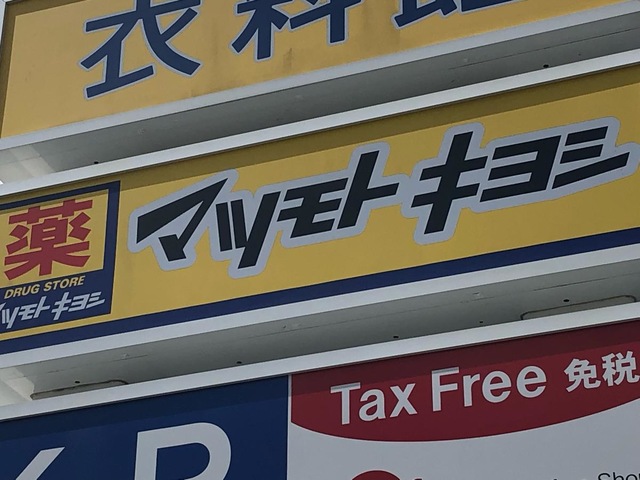 衣料館
マツモトキヨシ
薬
DRUG STORE
マツモトキヨシ
Tax Free 免税
P